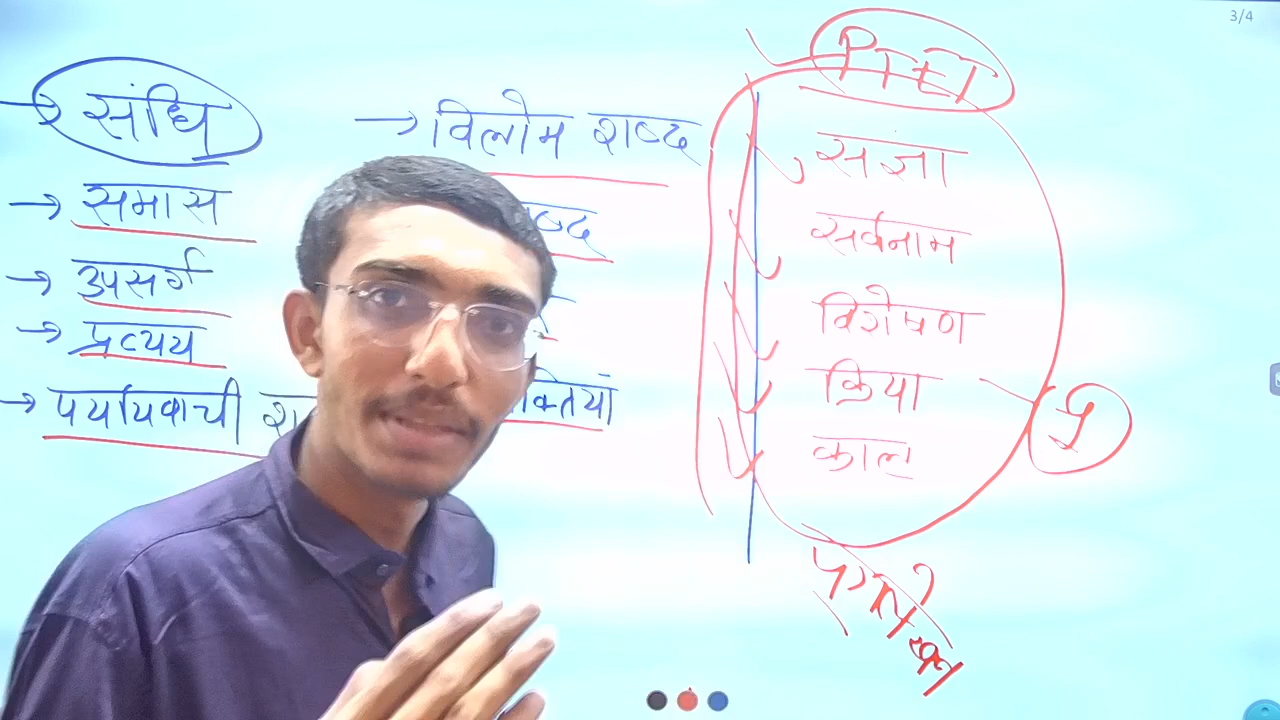 → संधि
→ समास
→ उपसर्ग
→ प्रत्यय
→ पर्यायवाची
→ विलोम शब्द
PTET
संज्ञा
सर्वनाम
विशेषण
क्रिया
काल
3/4